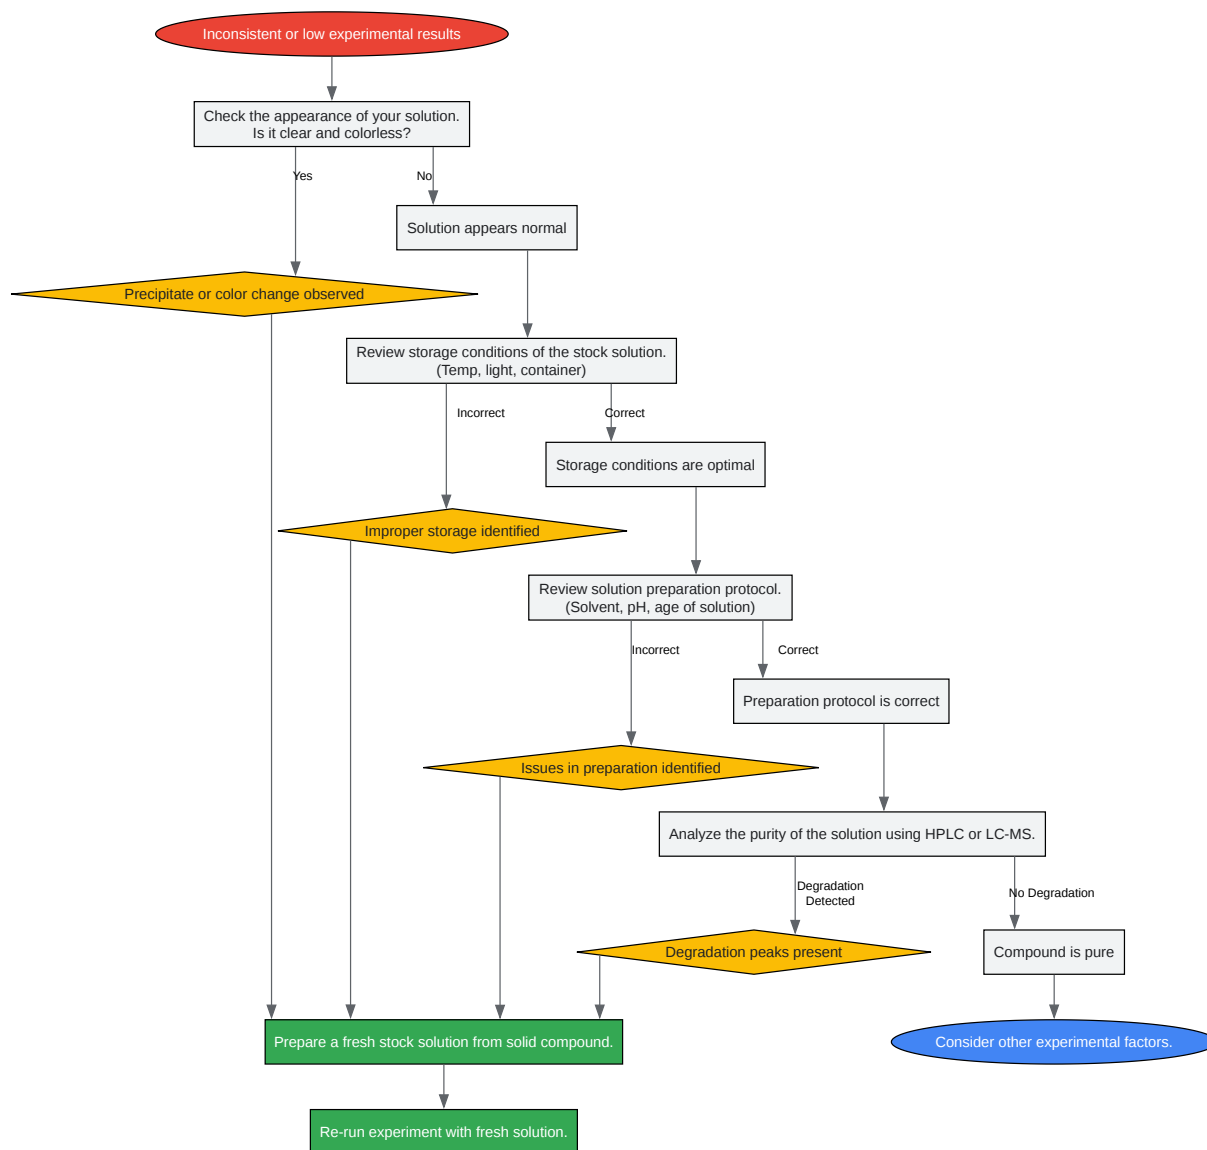 Inconsistent or low experimental results
Check the appearance of your solution.
Is it clear and colorless?
Yes
No
Solution appears normal
Precipitate or color change observed
Review storage conditions of the stock solution.
(Temp, light, container)
Incorrect
Correct
Storage conditions are optimal
Improper storage identified
Review solution preparation protocol.
(Solvent, pH, age of solution)
Incorrect
Correct
Preparation protocol is correct
Issues in preparation identified
Analyze the purity of the solution using HPLC or LC-MS.
Degradation
Detected
No Degradation
Degradation peaks present
Compound is pure
Prepare a fresh stock solution from solid compound.
Consider other experimental factors.
Re-run experiment with fresh solution.